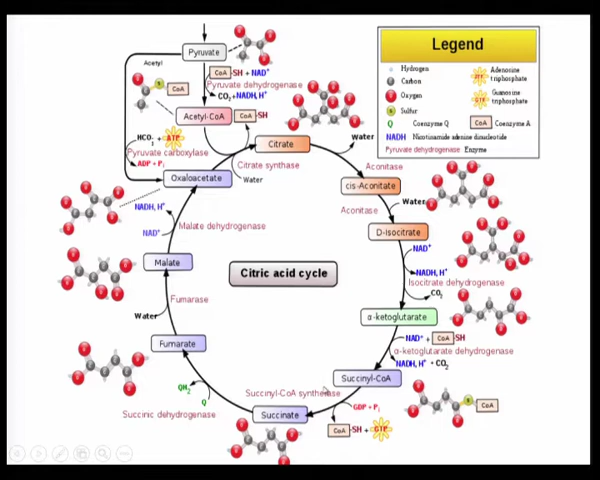 Pyruvate
Acetyl
CoA-SH + NAD⁺
Pyruvate dehydrogenase
CO₂+NADH, H⁺
S CoA
Acetyl-CoA
CoA-SH
HCO₃⁻ + ATP
Pyruvate carboxylase
ADP + Pᵢ
Oxaloacetate
Citrate
Citrate synthase
Water
Water
Aconitase
cis-Aconitate
Water
Aconitase
D-Isocitrate
NAD⁺
NADH, H⁺
Isocitrate dehydrogenase
CO₂
α-ketoglutarate
NAD⁺ + CoA-SH
α-ketoglutarate dehydrogenase
NADH, H⁺ + CO₂
Succinyl-CoA
S CoA
Succinyl-CoA synthetase
GDP + Pᵢ
CoA-SH + GTP
Succinate
QH₂
Q
Succinic dehydrogenase
Fumarate
Water
Fumarase
Malate
NADH, H⁺
NAD⁺
Malate dehydrogenase
Citric acid cycle
Legend
Hydrogen
Carbon
Oxygen
Sulfur
Q Coenzyme Q
ATP Adenosine triphosphate
GTP Guanosine triphosphate
CoA Coenzyme A
NADH Nicotinamide adenine dinucleotide
Pyruvate dehydrogenase Enzyme